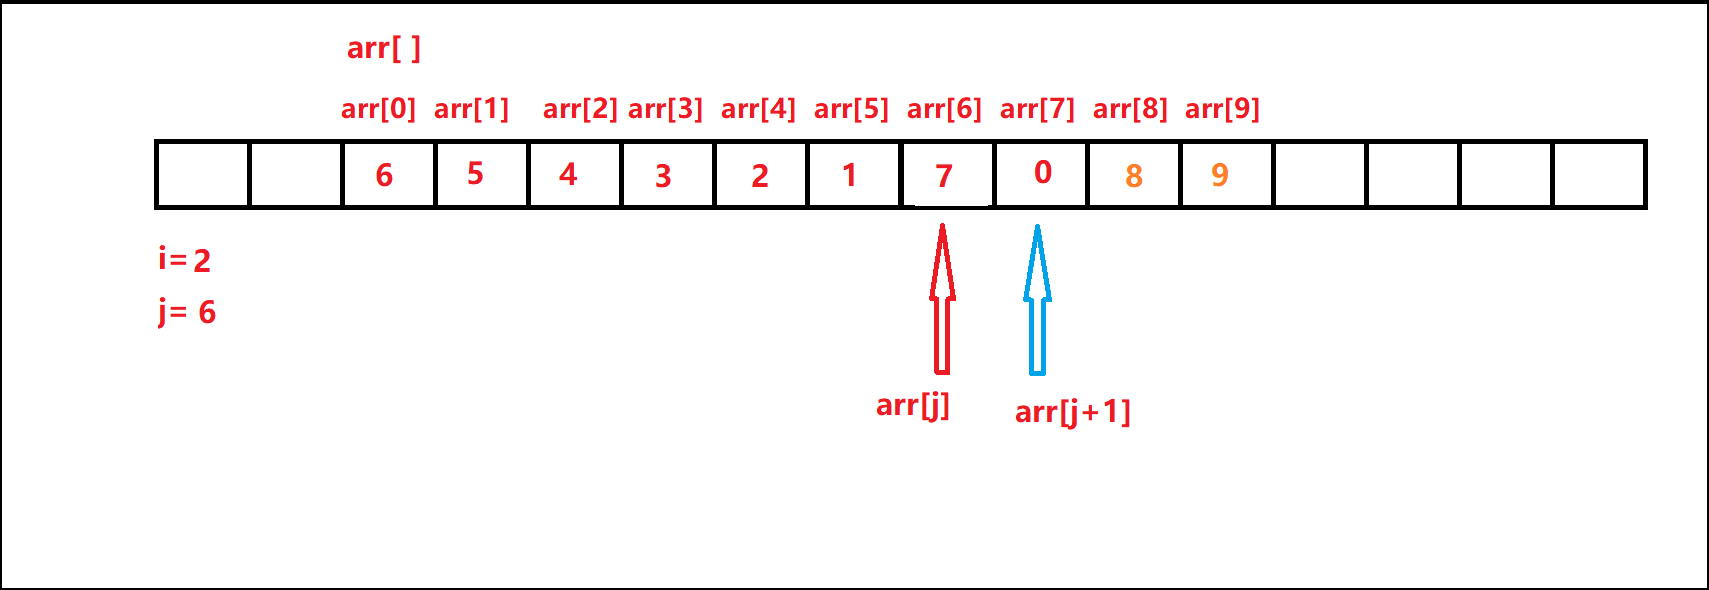 arr[ ]
arr[0] arr[1] arr[2] arr[3] arr[4] arr[5] arr[6] arr[7] arr[8] arr[9]
6 5 4 3 2 1 7 0 8 9
i= 2
j= 6
arr[j] arr[j+1]